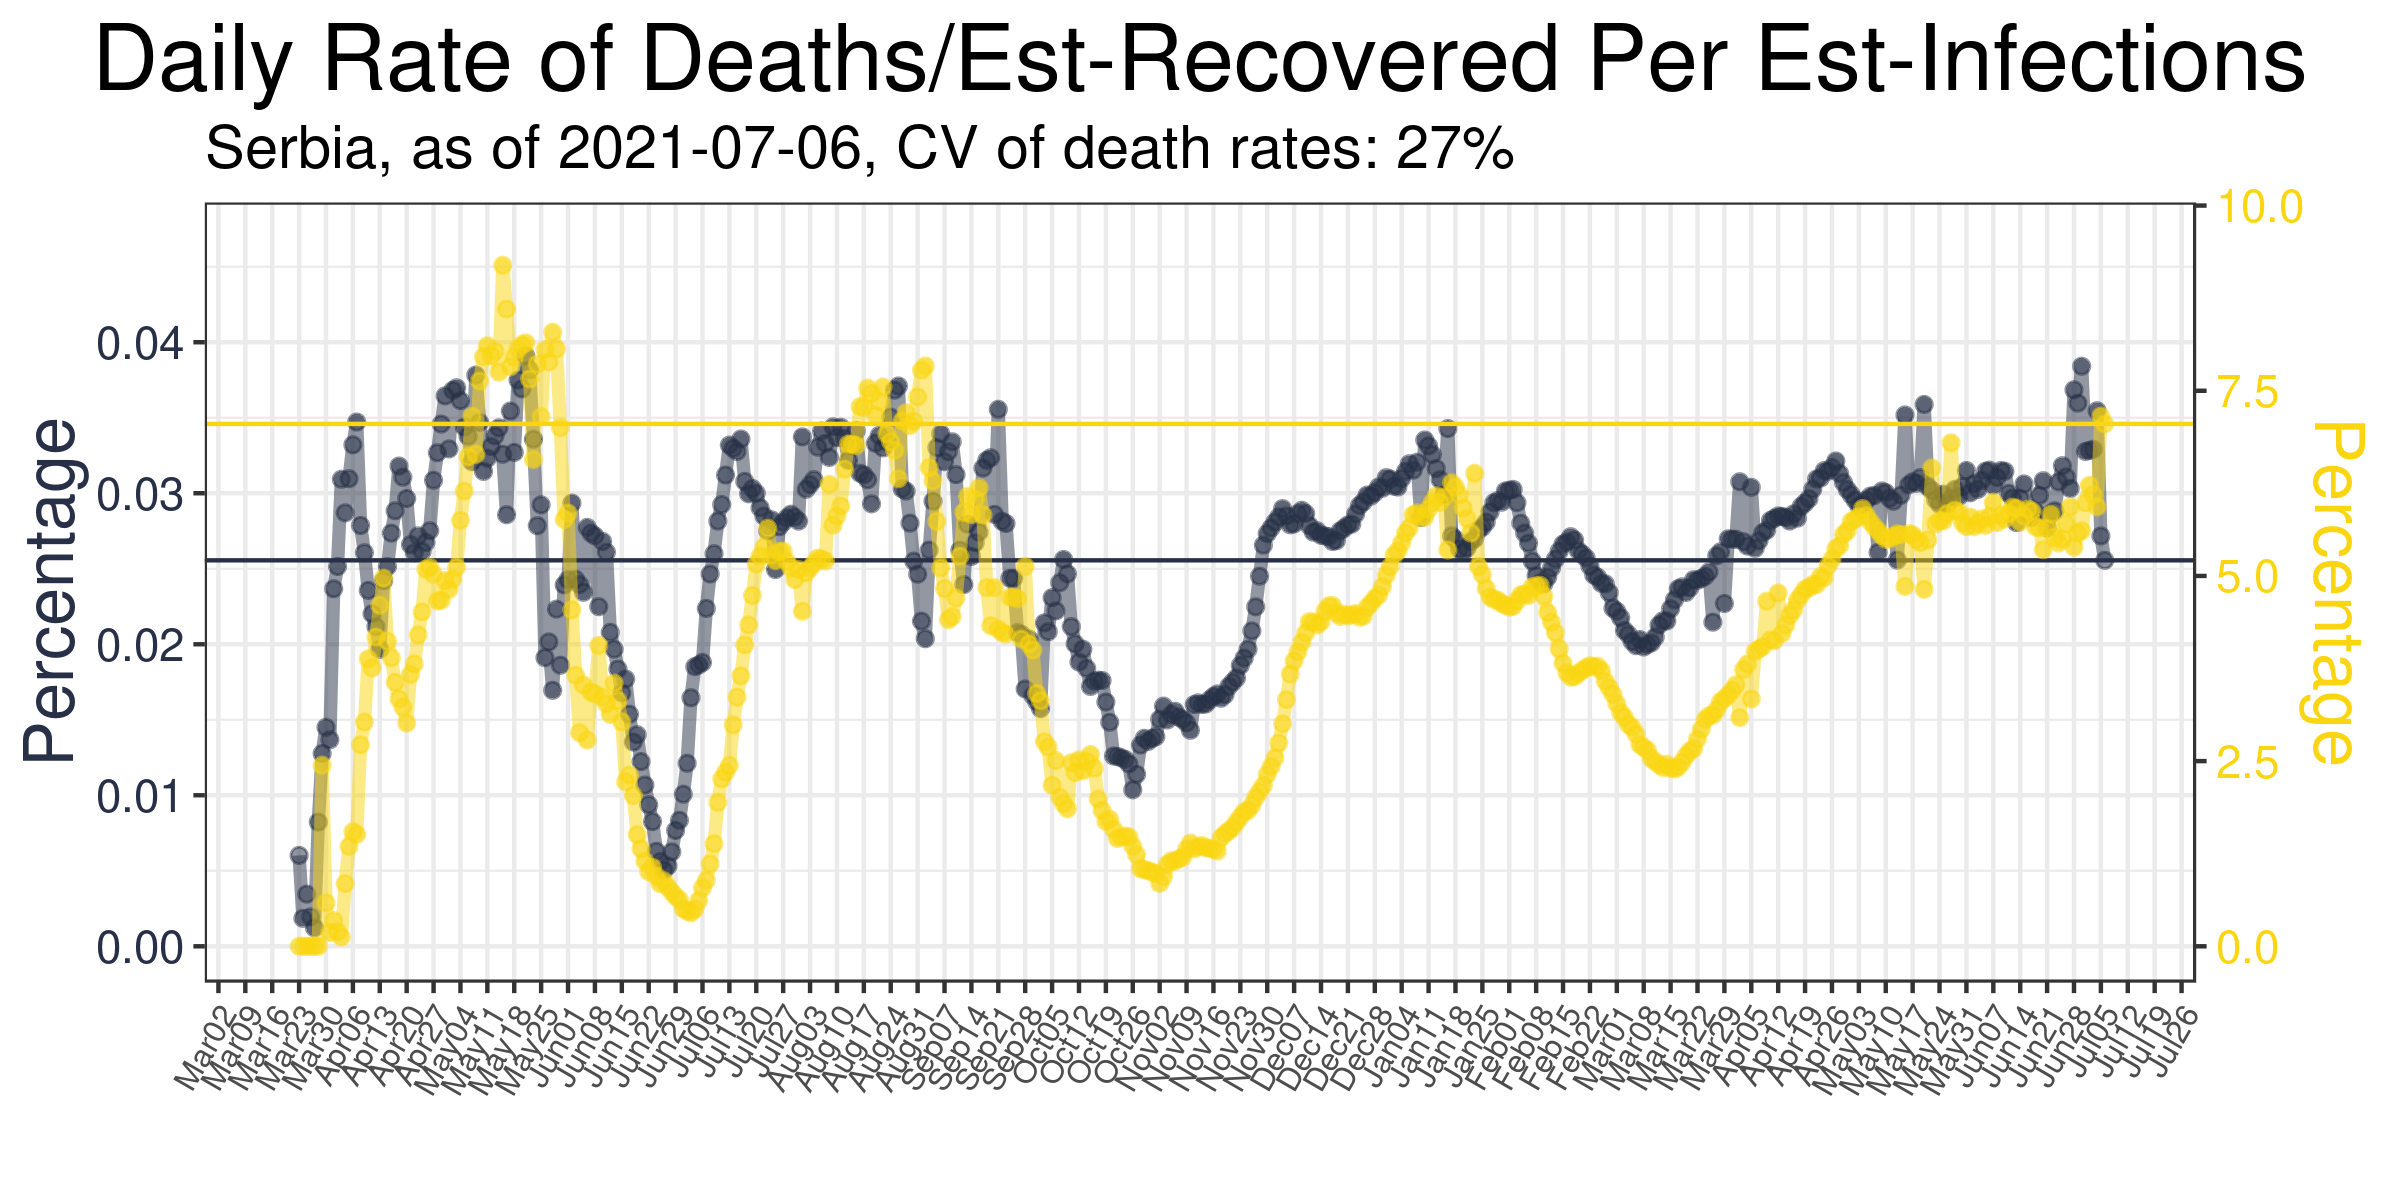 Daily Rate of Deaths/Est-Recovered Per Est-Infections
Serbia, as of 2021-07-06, CV of death rates: 27%
Percentage
0.04
0.03
0.02
0.01
0.00
10.0
7.5
5.0
2.5
0.0
Percentage
Mar02
Mar09
Mar16
Mar23
Mar30
Apr06
Apr13
Apr20
Apr27
May04
May11
May18
May25
Jun01
Jun08
Jun15
Jun22
Jun29
Jul06
Jul13
Jul20
Jul27
Aug03
Aug10
Aug17
Aug24
Aug31
Sep07
Sep14
Sep21
Sep28
Oct05
Oct12
Oct19
Oct26
Nov02
Nov09
Nov16
Nov23
Nov30
Dec07
Dec14
Dec21
Dec28
Jan04
Jan11
Jan18
Jan25
Feb01
Feb08
Feb15
Feb22
Mar01
Mar08
Mar15
Mar22
Mar29
Apr05
Apr12
Apr19
Apr26
May03
May10
May17
May24
May31
Jun07
Jun14
Jun21
Jun28
Jul05
Jul12
Jul19
Jul26